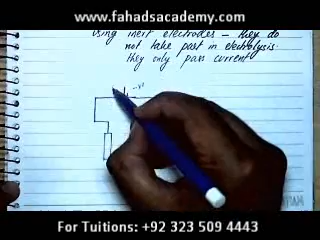 www.fahadsacademy.com
using inert electrodes – they do
not take part in electrolysis.
they only pass current
For Tuitions: +92 323 509 4443